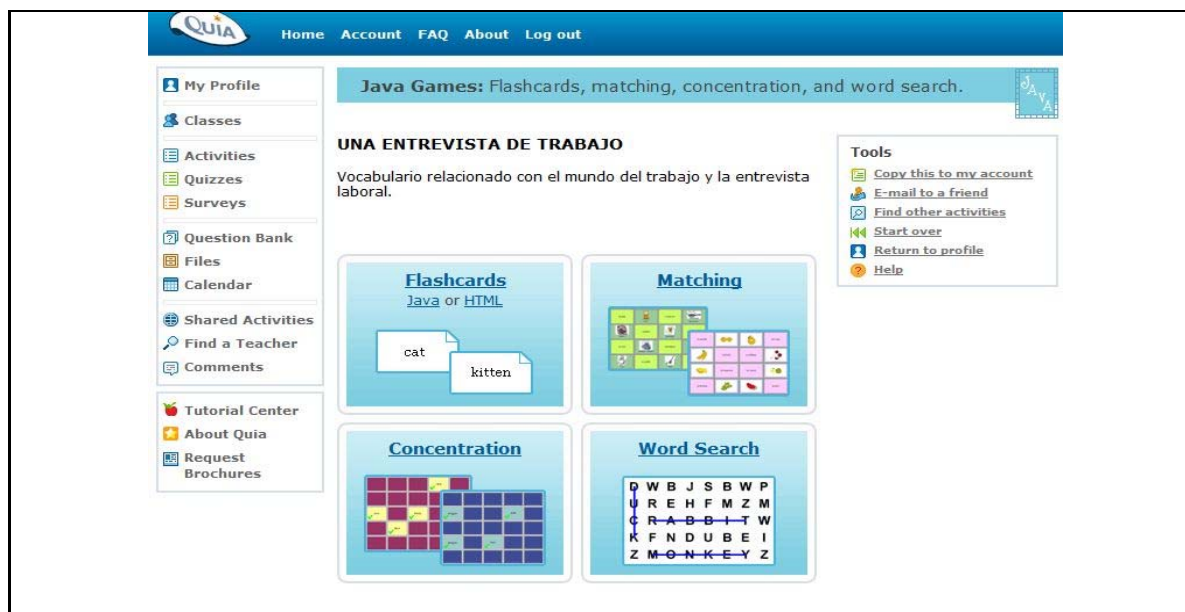 QUIA
Home Account FAQ About Log out
My Profile
Classes
Activities
Quizzes
Surveys
Question Bank
Files
Calendar
Shared Activities
Find a Teacher
Comments
Tutorial Center
About Quia
Request
Brochures
Java Games: Flashcards, matching, concentration, and word search.
JAVA
UNA ENTREVISTA DE TRABAJO
Vocabulario relacionado con el mundo del trabajo y la entrevista
laboral.
Flashcards
Java or HTML
cat
kitten
Matching
Concentration
Word Search
D W B J S B W P
U R E H F M Z M
C R A B B I T W
K F N D U B E I
Z M O N K E Y Z
Tools
Copy this to my account
E-mail to a friend
Find other activities
Start over
Return to profile
Help